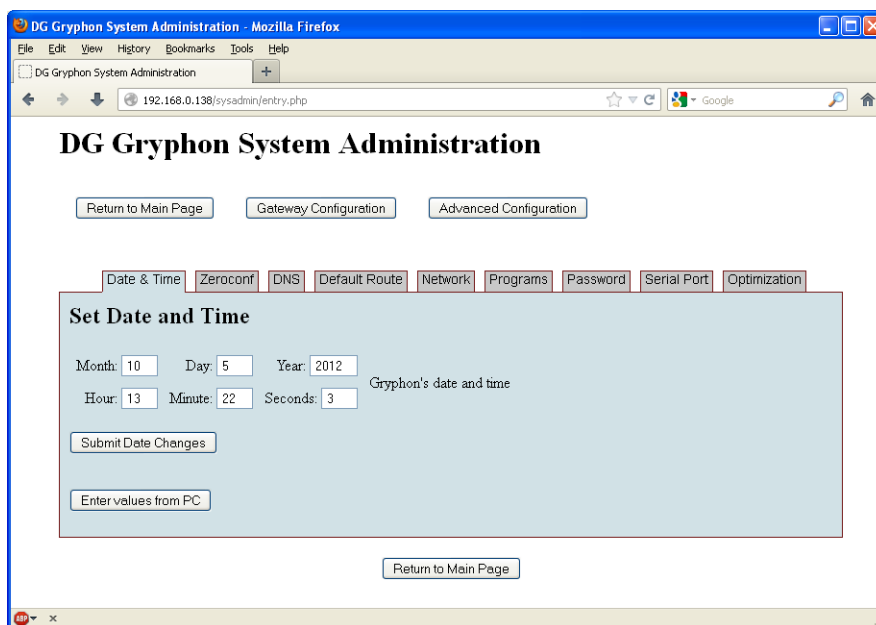 DG Gryphon System Administration - Mozilla Firefox
File Edit View History Bookmarks Tools Help
DG Gryphon System Administration +
192.168.0.138/sysadmin/entry.php Google
DG Gryphon System Administration
Return to Main Page Gateway Configuration Advanced Configuration
Date & Time Zeroconf DNS Default Route Network Programs Password Serial Port Optimization
Set Date and Time
Month: 10 Day: 5 Year: 2012
Gryphon's date and time
Hour: 13 Minute: 22 Seconds: 3
Submit Date Changes
Enter values from PC
Return to Main Page
ABP x